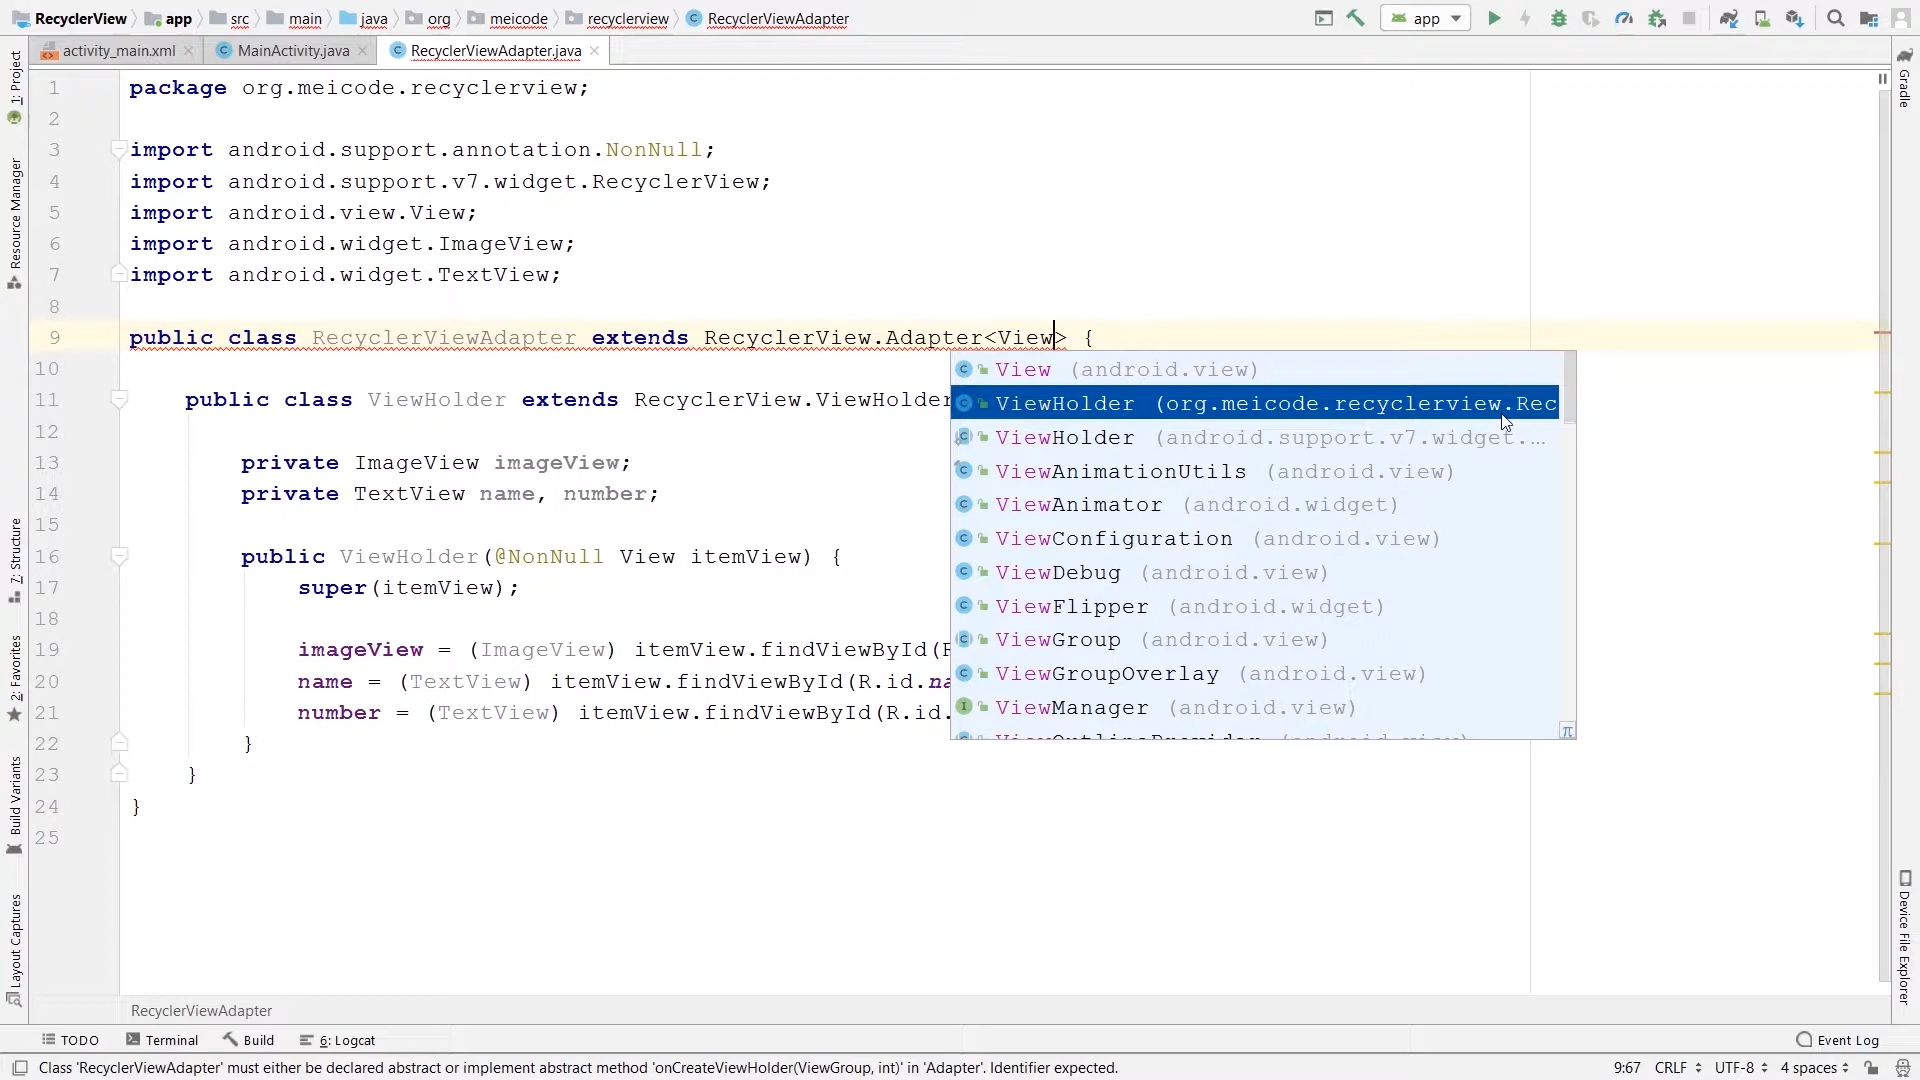 RecyclerView app src main java org meicode recyclerview RecyclerViewAdapter app
activity_main.xml MainActivity.java RecyclerViewAdapter.java
1: Project
Resource Manager
7: Structure
2: Favorites
Build Variants
Layout Captures
1 package org.meicode.recyclerview;
2
3 import android.support.annotation.NonNull;
4 import android.support.v7.widget.RecyclerView;
5 import android.view.View;
6 import android.widget.ImageView;
7 import android.widget.TextView;
8
9 public class RecyclerViewAdapter extends RecyclerView.Adapter<View> {
10
11 public class ViewHolder extends RecyclerView.ViewHolder
12
13 private ImageView imageView;
14 private TextView name, number;
15
16 public ViewHolder(@NonNull View itemView) {
17 super(itemView);
18
19 imageView = (ImageView) itemView.findViewById(R
20 name = (TextView) itemView.findViewById(R.id.na
21 number = (TextView) itemView.findViewById(R.id.
22 }
23 }
24 }
25
View (android.view)
ViewHolder (org.meicode.recyclerview.Rec
ViewHolder (android.support.v7.widget.…
ViewAnimationUtils (android.view)
ViewAnimator (android.widget)
ViewConfiguration (android.view)
ViewDebug (android.view)
ViewFlipper (android.widget)
ViewGroup (android.view)
ViewGroupOverlay (android.view)
ViewManager (android.view)
ViewOutlineProvider (android.view)
π
Gradle
Device File Explorer
RecyclerViewAdapter
TODO Terminal Build 6: Logcat Event Log
Class 'RecyclerViewAdapter' must either be declared abstract or implement abstract method 'onCreateViewHolder(ViewGroup, int)' in 'Adapter'. Identifier expected. 9:67 CRLF UTF-8 4 spaces